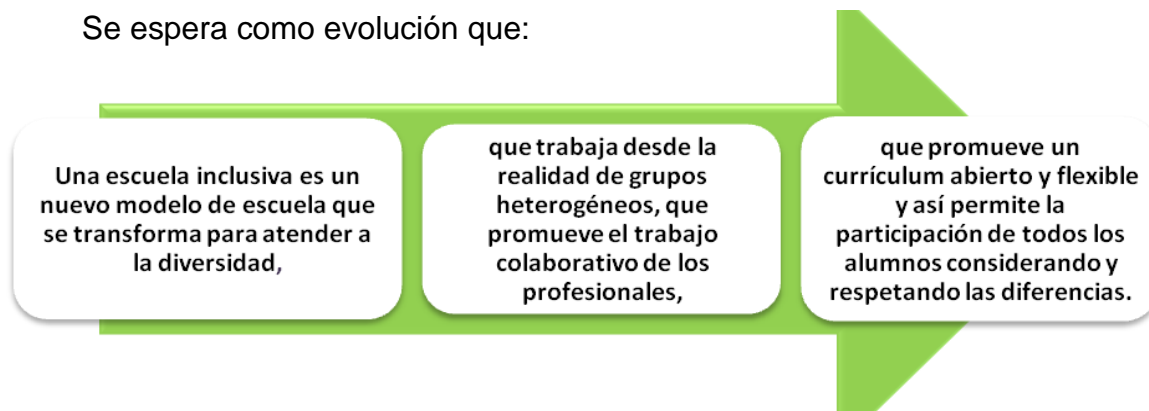 Se espera como evolución que:
Una escuela inclusiva es un
nuevo modelo de escuela que
se transforma para atender a
la diversidad,
que trabaja desde la
realidad de grupos
heterogéneos, que
promueve el trabajo
colaborativo de los
profesionales,
que promueve un
currículum abierto y flexible
y así permite la
participación de todos los
alumnos considerando y
respetando las diferencias.